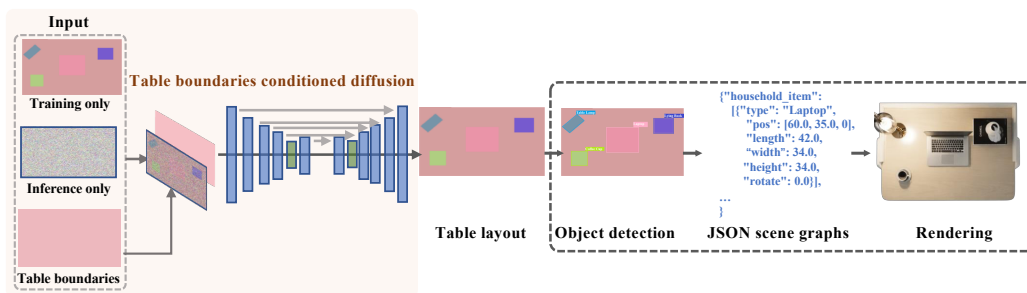 Input
Training only
Inference only
Table boundaries
Table boundaries conditioned diffusion
Table layout
Object detection
{"household_item":
[{"type": "Laptop",
"pos": [60.0, 35.0, 0],
"length": 42.0,
"width": 34.0,
"height": 34.0,
"rotate": 0.0}],
...
}
JSON scene graphs
Rendering